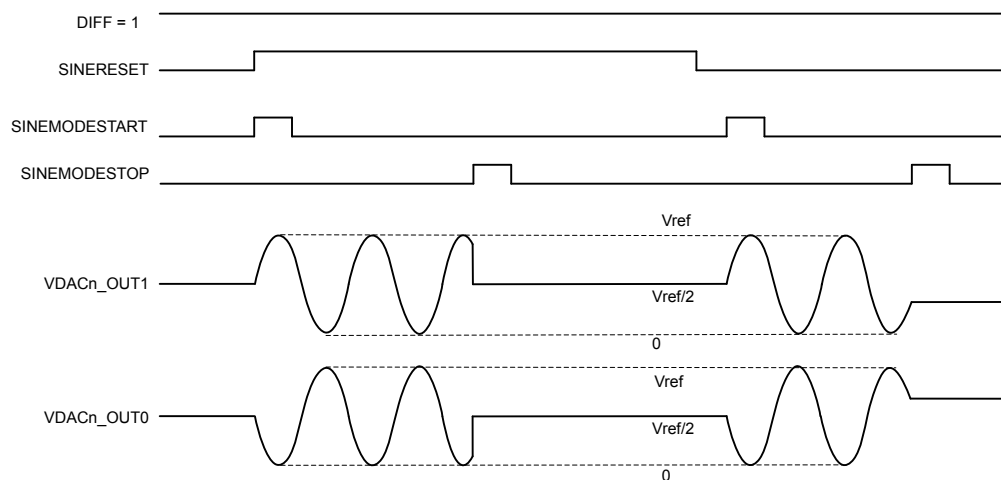 DIFF = 1
SINERESET
SINEMODESTART
SINEMODESTOP
Vref
VDACn_OUT1
Vref/2
0
Vref
VDACn_OUT0
Vref/2
0